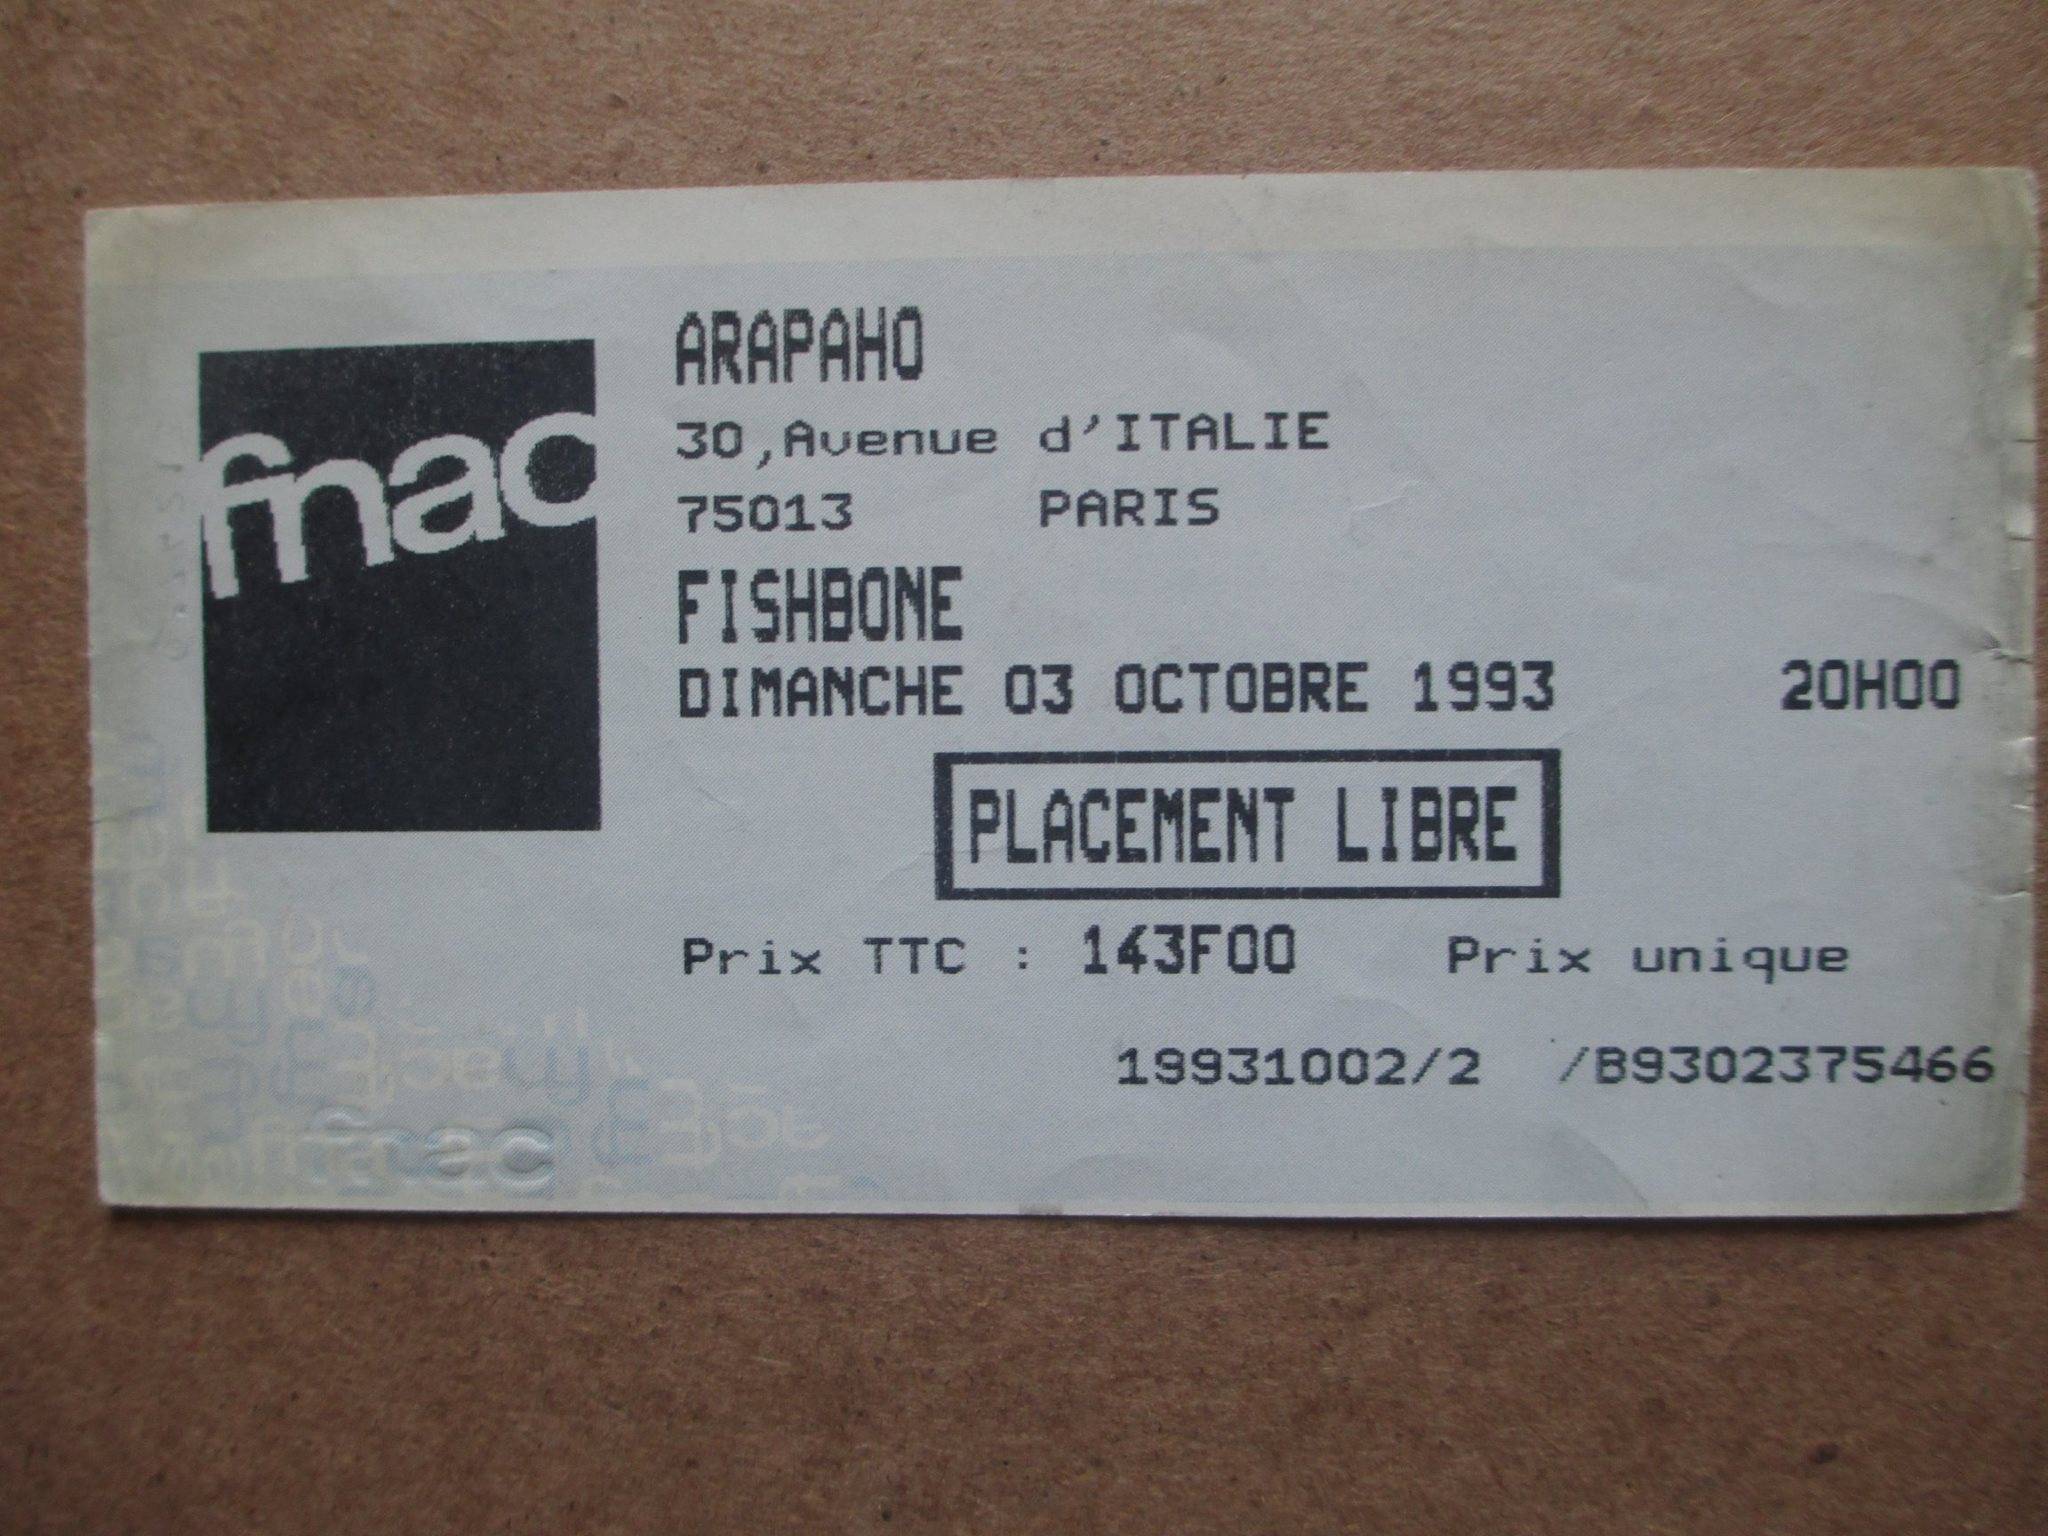 fnac
ARAPAHO
30,Avenue d'ITALIE
75013 PARIS
FISHBONE
DIMANCHE 03 OCTOBRE 1993 20H00
PLACEMENT LIBRE
Prix TTC : 143F00 Prix unique
19931002/2 /B9302375466
fnac